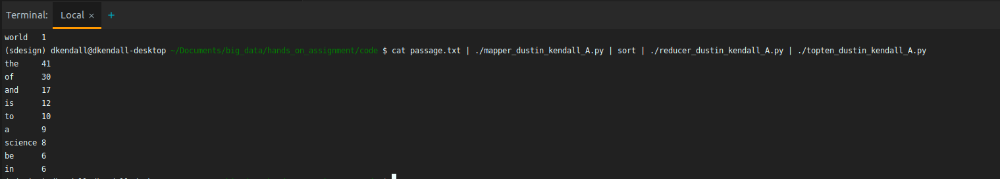 Terminal: Local × +
world 1
(sdesign) dkendall@dkendall-desktop ~/Documents/big_data/hands_on_assignment/code $ cat passage.txt | ./mapper_dustin_kendall_A.py | sort | ./reducer_dustin_kendall_A.py | ./topten_dustin_kendall_A.py
the 41
of 30
and 17
is 12
to 10
a 9
science 8
be 6
in 6